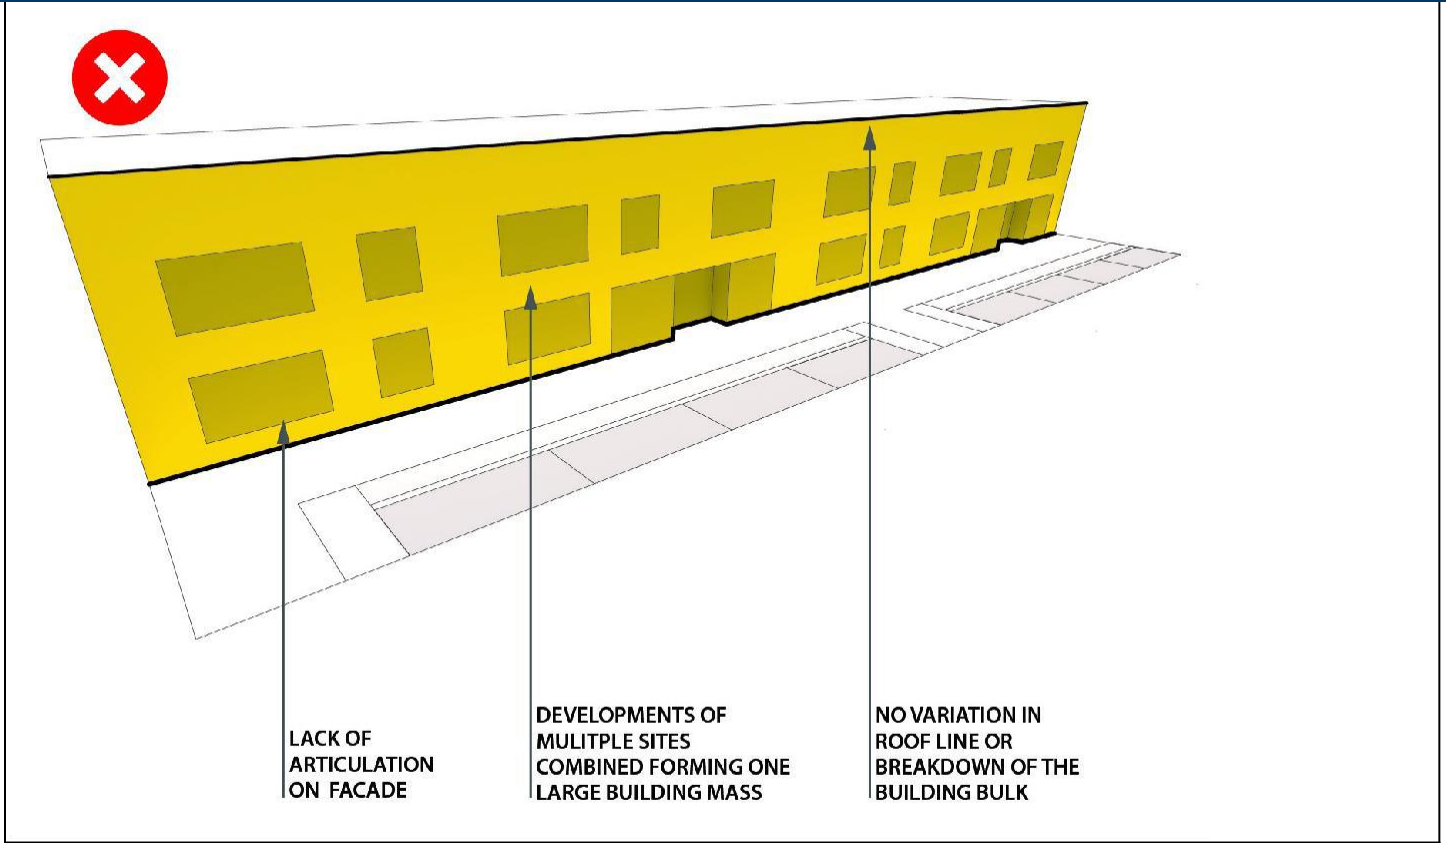 LACK OF
ARTICULATION
ON FACADE
DEVELOPMENTS OF
MULITPLE SITES
COMBINED FORMING ONE
LARGE BUILDING MASS
NO VARIATION IN
ROOF LINE OR
BREAKDOWN OF THE
BUILDING BULK